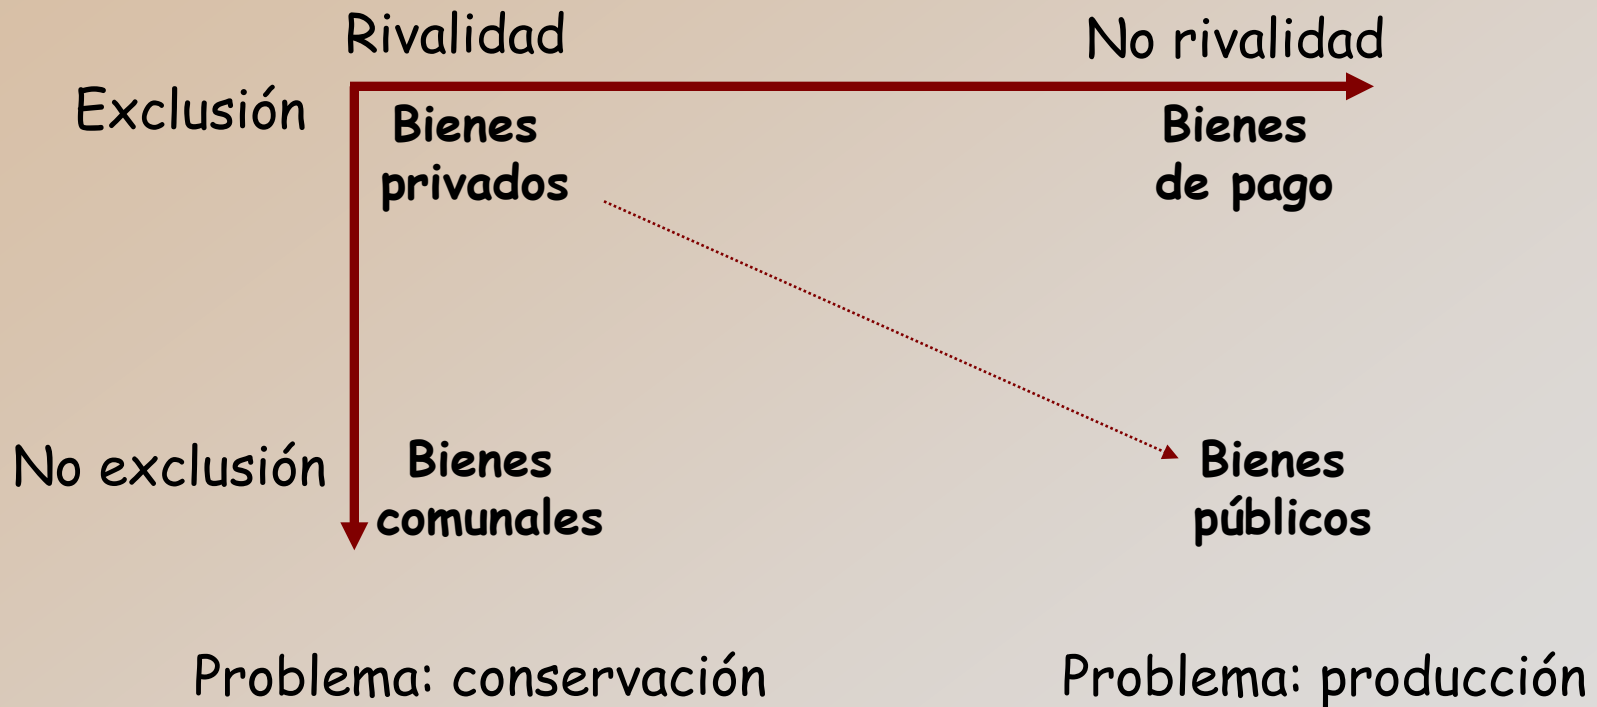 Rivalidad
No rivalidad
Exclusión
Bienes
privados
Bienes
de pago
No exclusión
Bienes
comunales
Bienes
públicos
Problema: conservación
Problema: producción